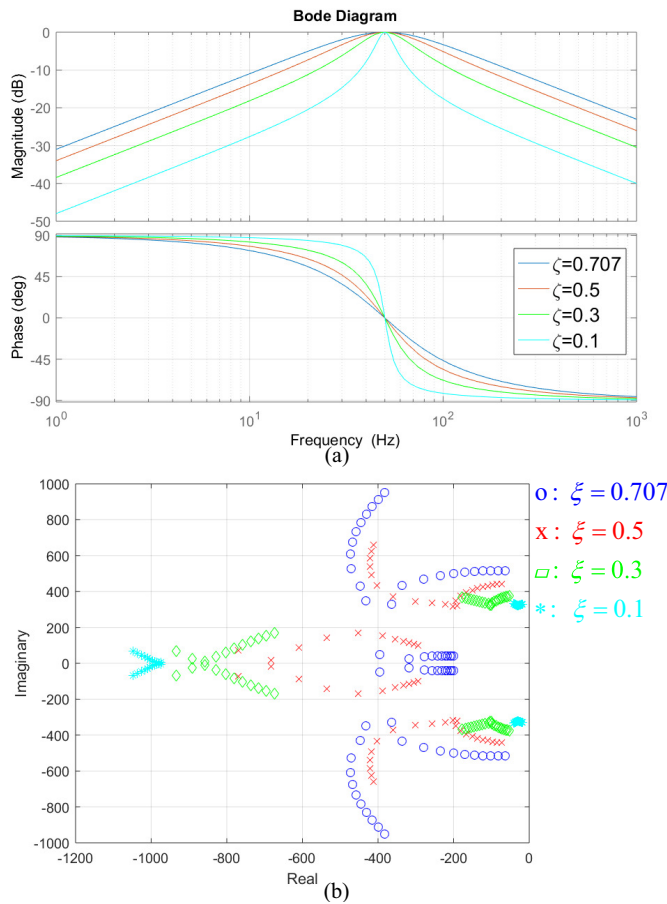 Bode Diagram
Magnitude (dB)
0
-10
-20
-30
-40
-50
Phase (deg)
90
45
0
-45
-90
ζ=0.707
ζ=0.5
ζ=0.3
ζ=0.1
10^0
10^1
10^2
10^3
Frequency (Hz)
(a)
Imaginary
1000
800
600
400
200
0
-200
-400
-600
-800
-1000
-1200
-1000
-800
-600
-400
-200
0
Real
o : ξ = 0.707
x : ξ = 0.5
▱ : ξ = 0.3
* : ξ = 0.1
(b)